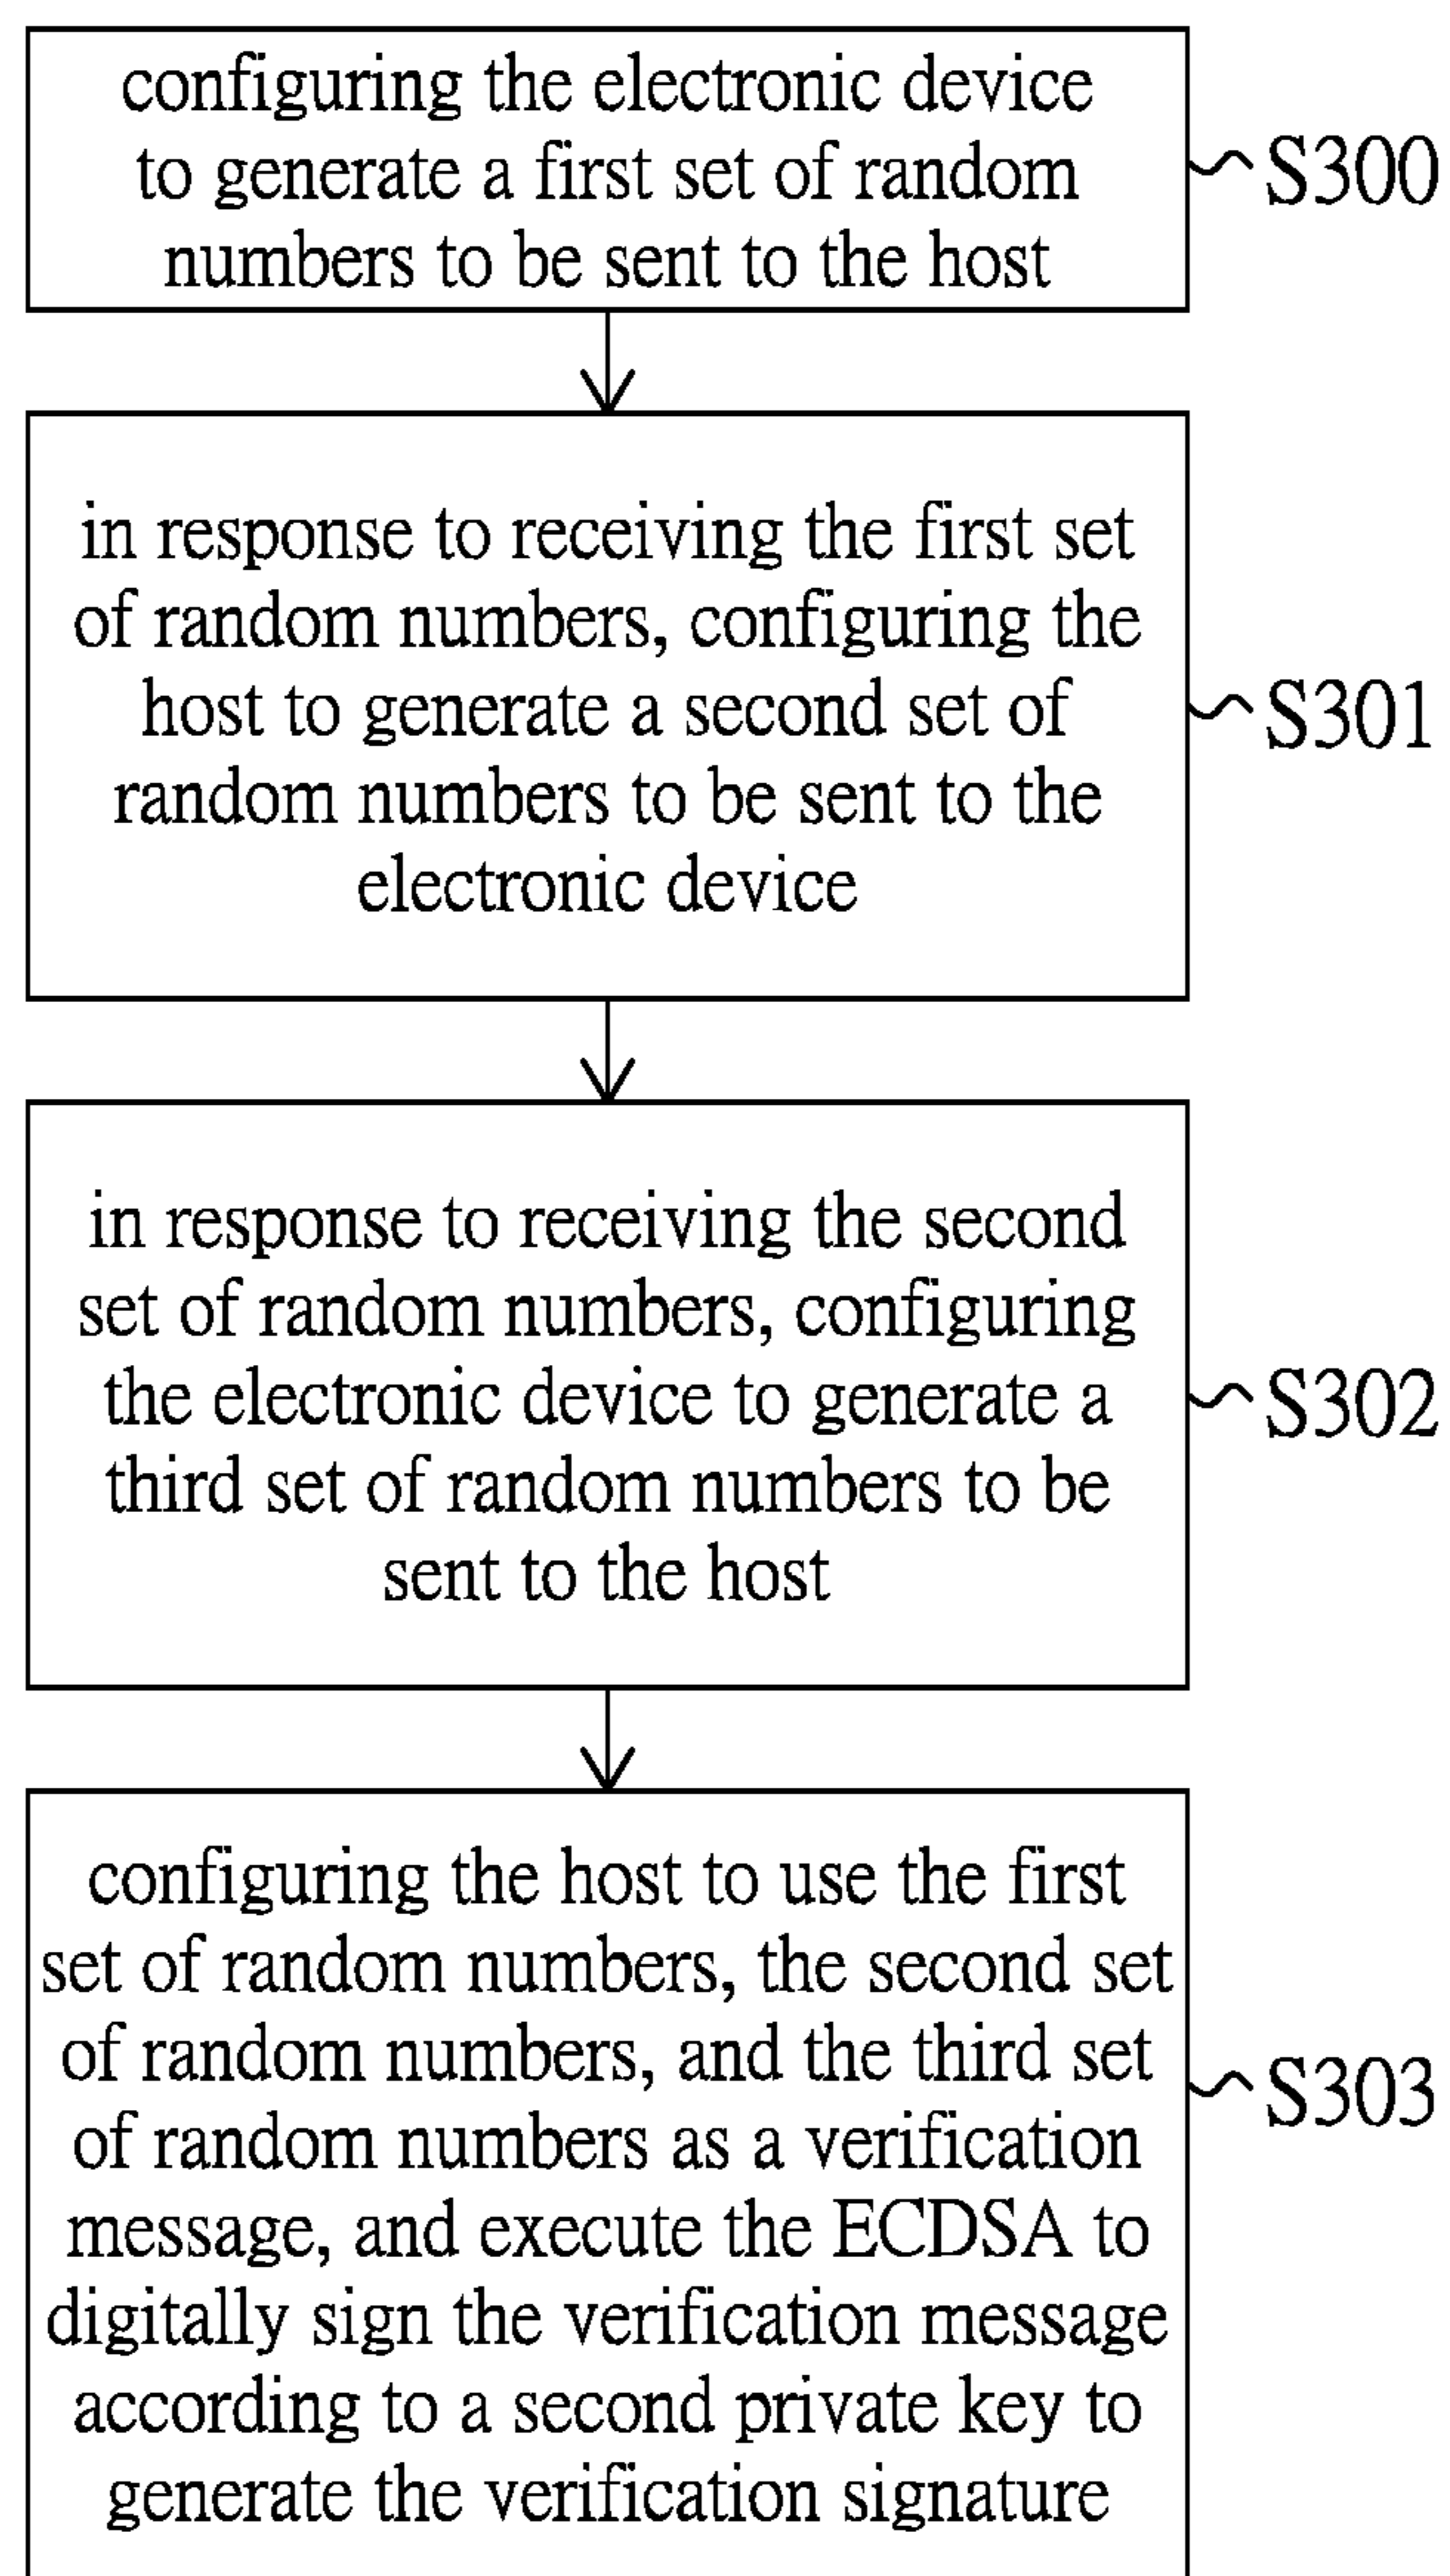 configuring the electronic device
to generate a first set of random
numbers to be sent to the host
S300
in response to receiving the first set
of random numbers, configuring the
host to generate a second set of
random numbers to be sent to the
electronic device
S301
in response to receiving the second
set of random numbers, configuring
the electronic device to generate a
third set of random numbers to be
sent to the host
S302
configuring the host to use the first
set of random numbers, the second set
of random numbers, and the third set
of random numbers as a verification
message, and execute the ECDSA to
digitally sign the verification message
according to a second private key to
generate the verification signature
S303